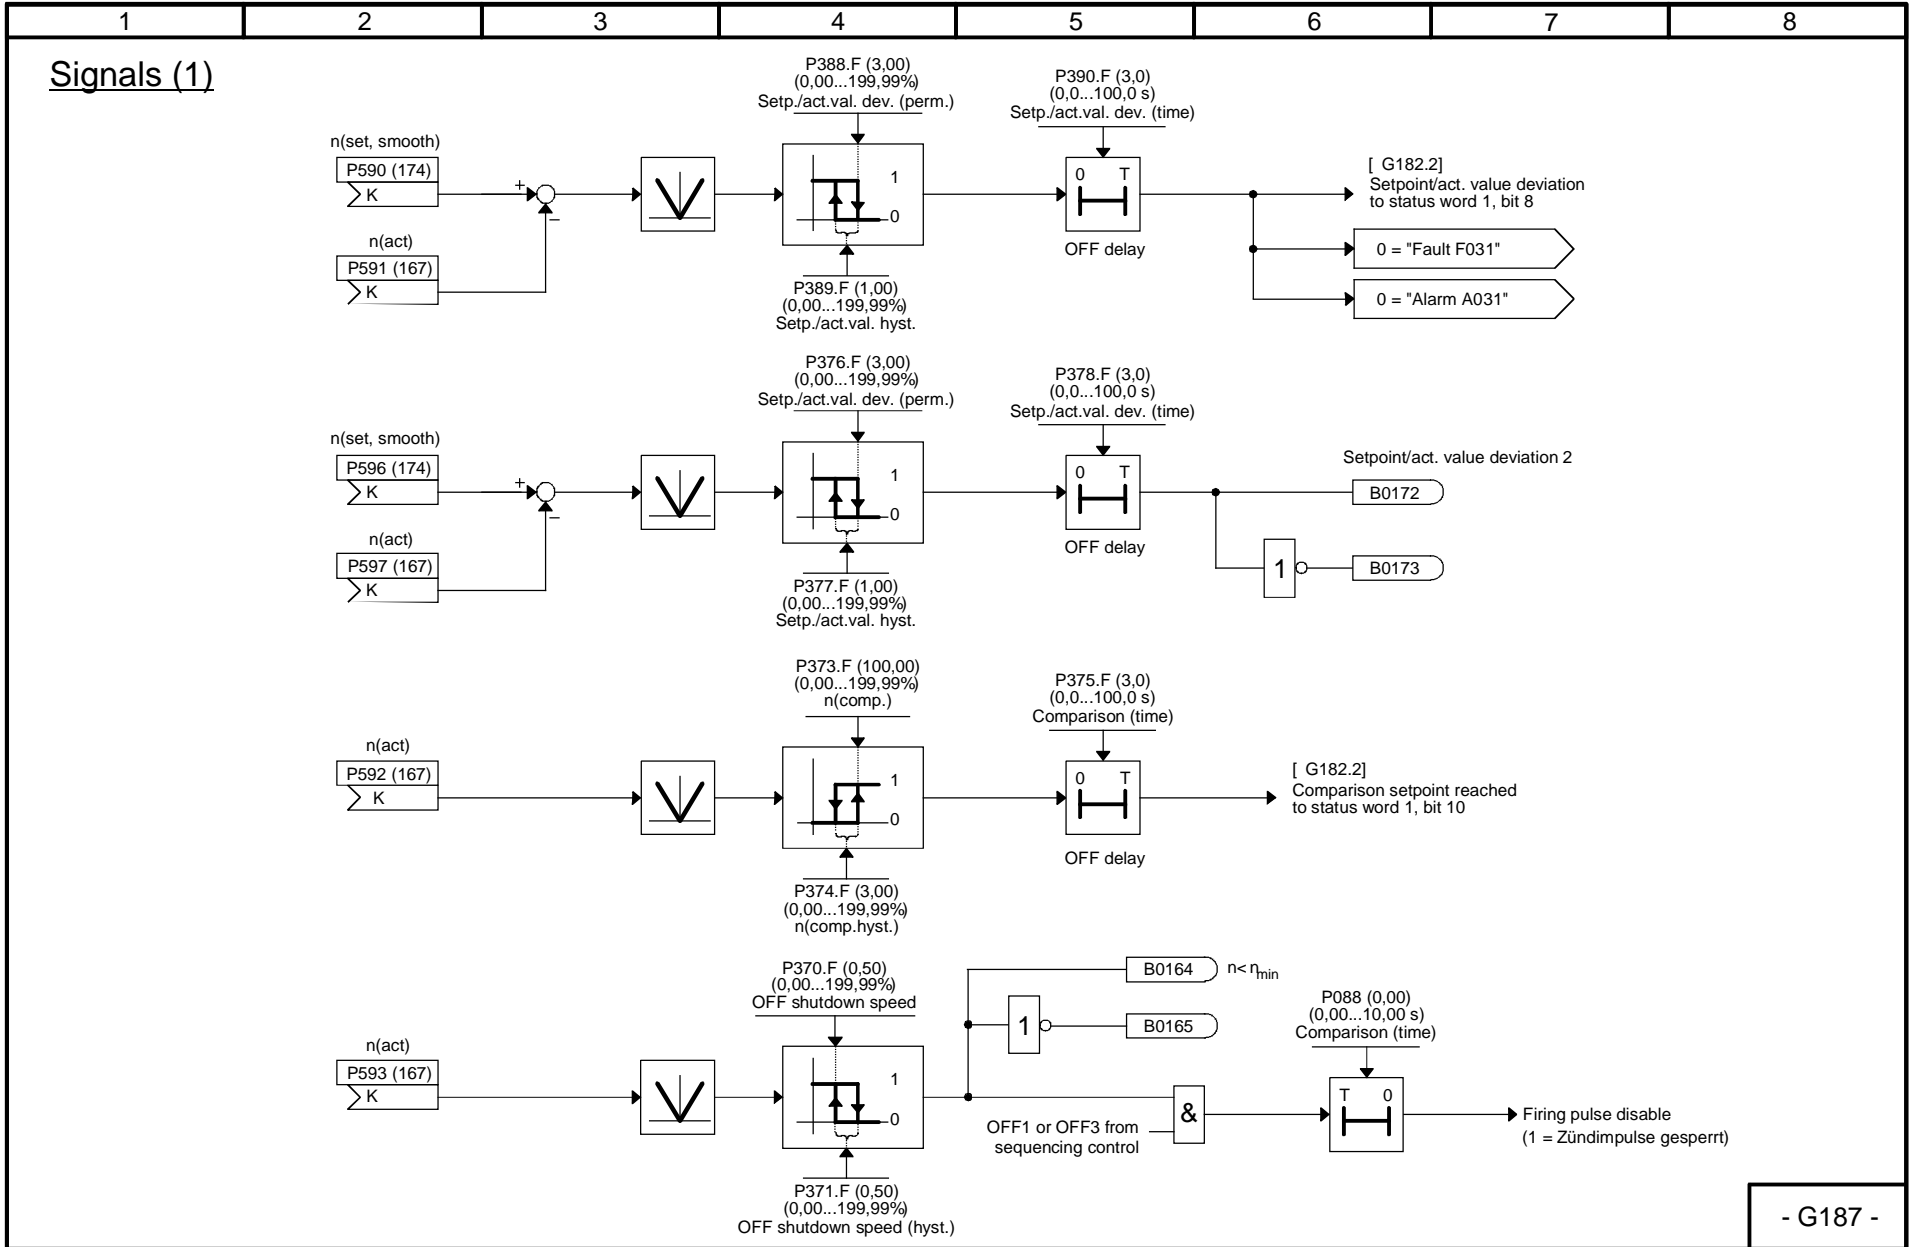 1 2 3 4 5 6 7 8
Signals (1)
P388.F (3,00)
(0,00...199,99%)
Setp./act.val. dev. (perm.)
P390.F (3,0)
(0,0...100,0 s)
Setp./act.val. dev. (time)
n(set, smooth)
P590 (174)
K
+
–
n(act)
P591 (167)
K
1
0
P389.F (1,00)
(0,00...199,99%)
Setp./act.val. hyst.
0 T
OFF delay
[ G182.2]
Setpoint/act. value deviation
to status word 1, bit 8
0 = "Fault F031"
0 = "Alarm A031"
P376.F (3,00)
(0,00...199,99%)
Setp./act.val. dev. (perm.)
P378.F (3,0)
(0,0...100,0 s)
Setp./act.val. dev. (time)
n(set, smooth)
P596 (174)
K
+
–
n(act)
P597 (167)
K
1
0
P377.F (1,00)
(0,00...199,99%)
Setp./act.val. hyst.
0 T
OFF delay
Setpoint/act. value deviation 2
B0172
1
B0173
P373.F (100,00)
(0,00...199,99%)
n(comp.)
P375.F (3,0)
(0,0...100,0 s)
Comparison (time)
n(act)
P592 (167)
K
1
0
P374.F (3,00)
(0,00...199,99%)
n(comp.hyst.)
0 T
OFF delay
[ G182.2]
Comparison setpoint reached
to status word 1, bit 10
P370.F (0,50)
(0,00...199,99%)
OFF shutdown speed
n(act)
P593 (167)
K
1
0
P371.F (0,50)
(0,00...199,99%)
OFF shutdown speed (hyst.)
B0164 n< nmin
1
B0165
OFF1 or OFF3 from
sequencing control
&
P088 (0,00)
(0,00...10,00 s)
Comparison (time)
T 0
Firing pulse disable
(1 = Zündimpulse gesperrt)
- G187 -